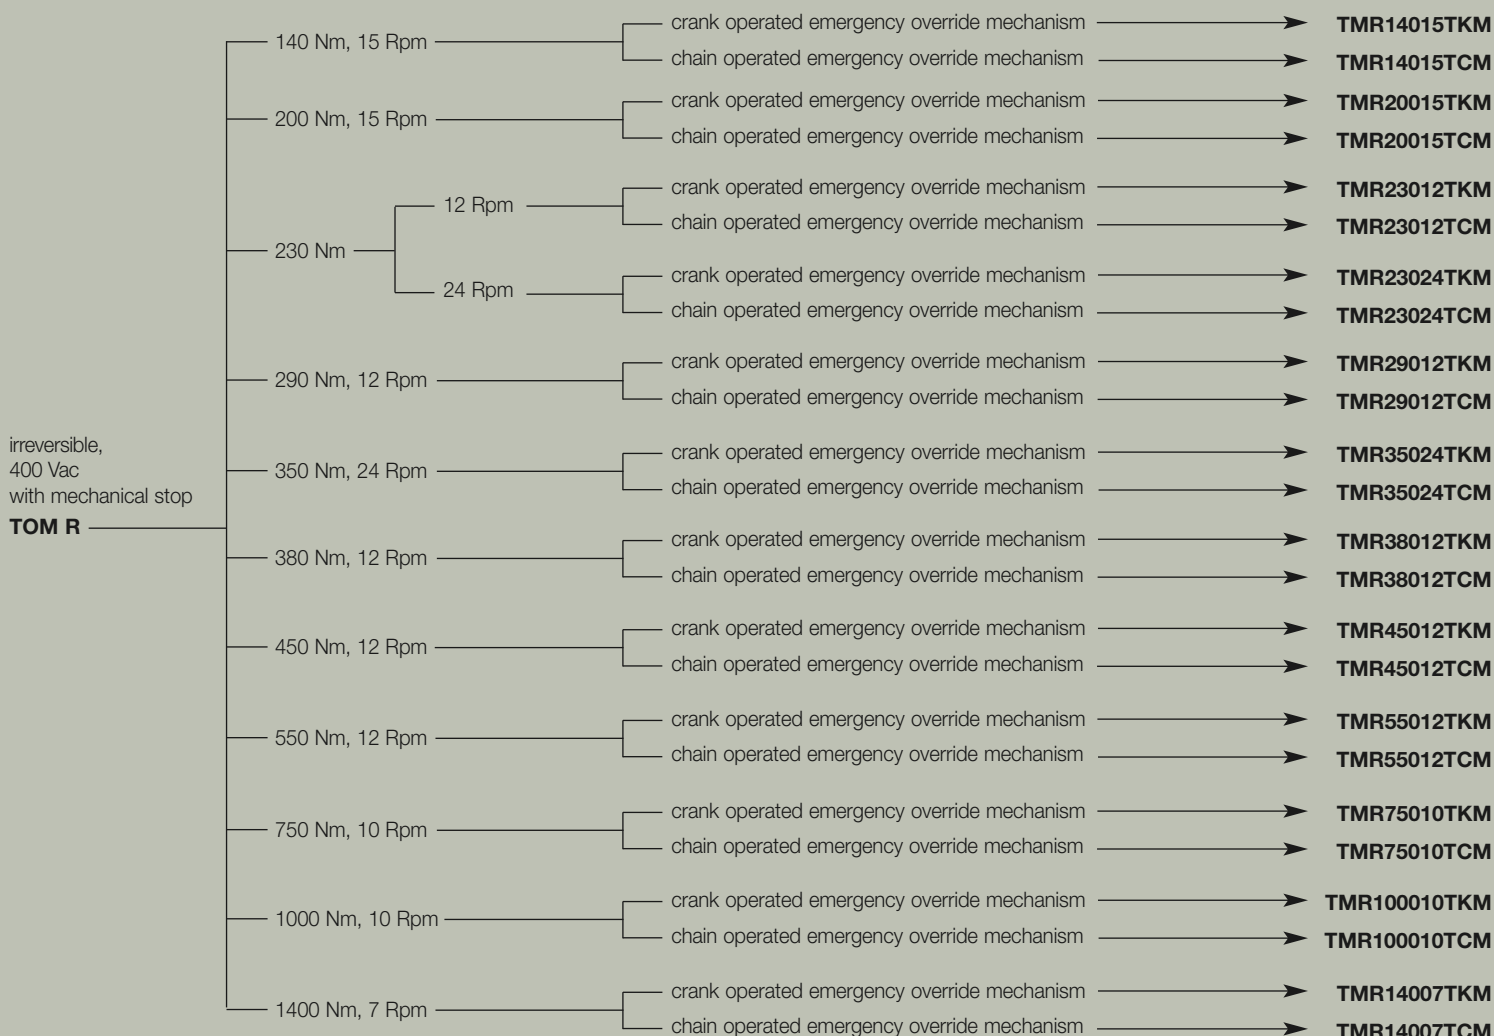 140 Nm, 15 Rpm
crank operated emergency override mechanism TMR14015TKM
chain operated emergency override mechanism TMR14015TCM
200 Nm, 15 Rpm
crank operated emergency override mechanism TMR20015TKM
chain operated emergency override mechanism TMR20015TCM
230 Nm
12 Rpm
crank operated emergency override mechanism TMR23012TKM
chain operated emergency override mechanism TMR23012TCM
24 Rpm
crank operated emergency override mechanism TMR23024TKM
chain operated emergency override mechanism TMR23024TCM
290 Nm, 12 Rpm
crank operated emergency override mechanism TMR29012TKM
chain operated emergency override mechanism TMR29012TCM
irreversible,
400 Vac
with mechanical stop
TOM R
350 Nm, 24 Rpm
crank operated emergency override mechanism TMR35024TKM
chain operated emergency override mechanism TMR35024TCM
380 Nm, 12 Rpm
crank operated emergency override mechanism TMR38012TKM
chain operated emergency override mechanism TMR38012TCM
450 Nm, 12 Rpm
crank operated emergency override mechanism TMR45012TKM
chain operated emergency override mechanism TMR45012TCM
550 Nm, 12 Rpm
crank operated emergency override mechanism TMR55012TKM
chain operated emergency override mechanism TMR55012TCM
750 Nm, 10 Rpm
crank operated emergency override mechanism TMR75010TKM
chain operated emergency override mechanism TMR75010TCM
1000 Nm, 10 Rpm
crank operated emergency override mechanism TMR100010TKM
chain operated emergency override mechanism TMR100010TCM
1400 Nm, 7 Rpm
crank operated emergency override mechanism TMR14007TKM
chain operated emergency override mechanism TMR14007TCM